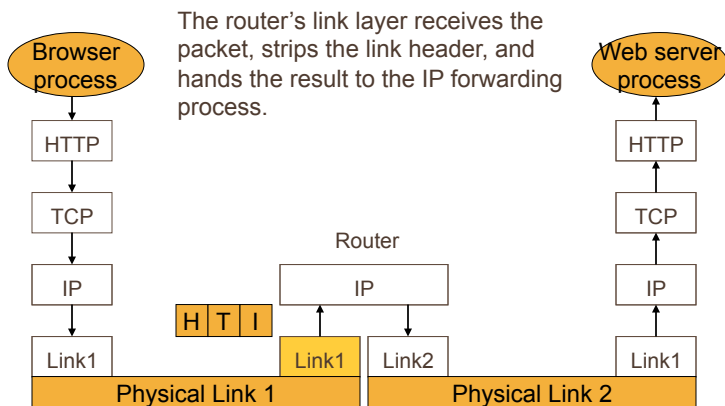 The router's link layer receives the
packet, strips the link header, and
hands the result to the IP forwarding
process.
Browser
process
Web server
process
HTTP
HTTP
TCP
TCP
Router
IP
IP
IP
H T I
Link1
Link1
Link2
Link1
Physical Link 1
Physical Link 2